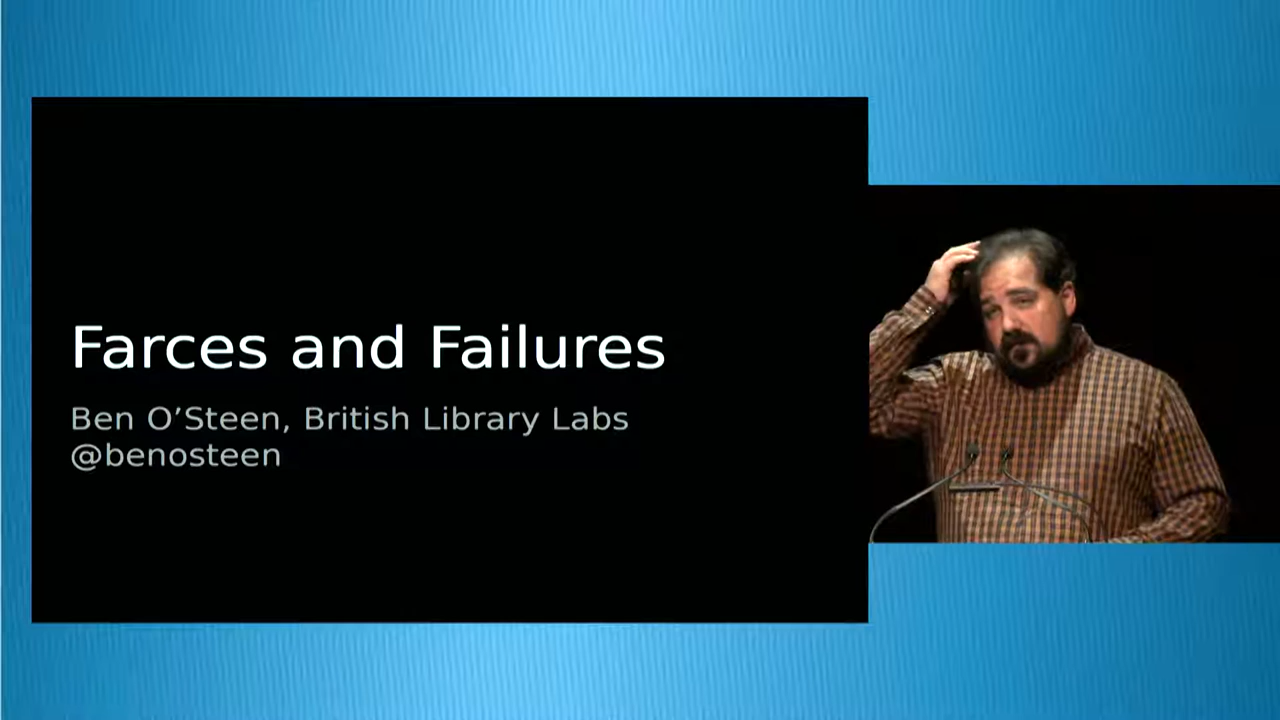 Farces and Failures
Ben O’Steen, British Library Labs
@benosteen